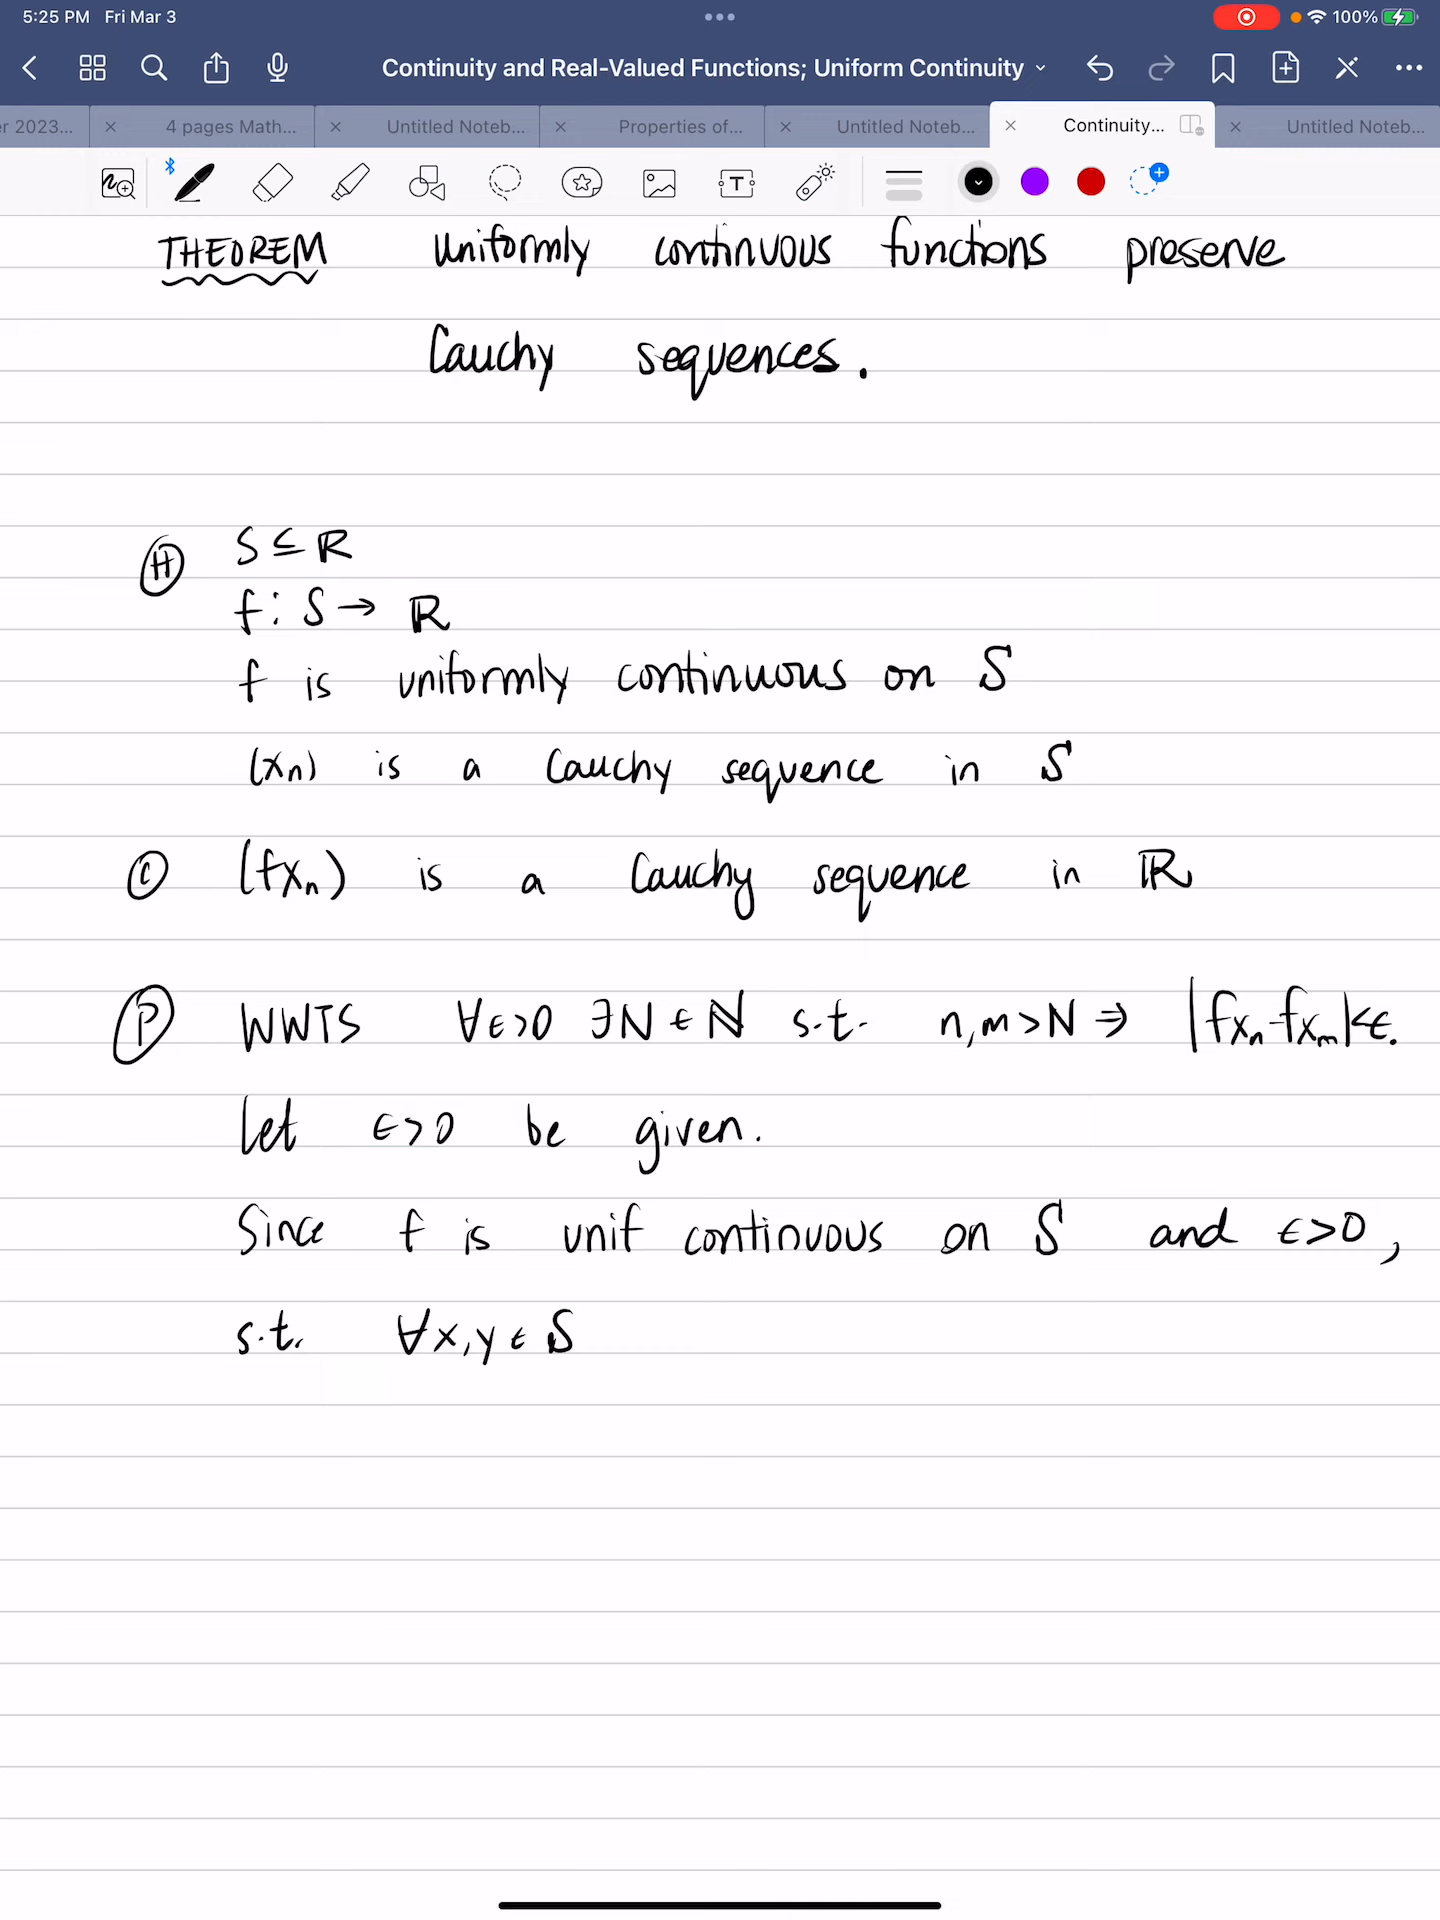 5:25 PM Fri Mar 3 100%
Continuity and Real-Valued Functions; Uniform Continuity
r 2023... 4 pages Math... Untitled Noteb... Properties of... Untitled Noteb... Continuity... Untitled Noteb...
THEOREM Uniformly continuous functions preserve
Cauchy sequences.
Ⓗ S ⊆ ℝ
f: S → ℝ
f is uniformly continuous on S
(xn) is a Cauchy sequence in S
Ⓒ (fxn) is a Cauchy sequence in ℝ
Ⓟ WWTS ∀ε>0 ∃N ∈ ℕ s.t. n,m>N ⇒ |fxn-fxm|<ε.
Let ε>0 be given.
Since f is unif continuous on S and ε>0,
s.t. ∀x,y ∈ S